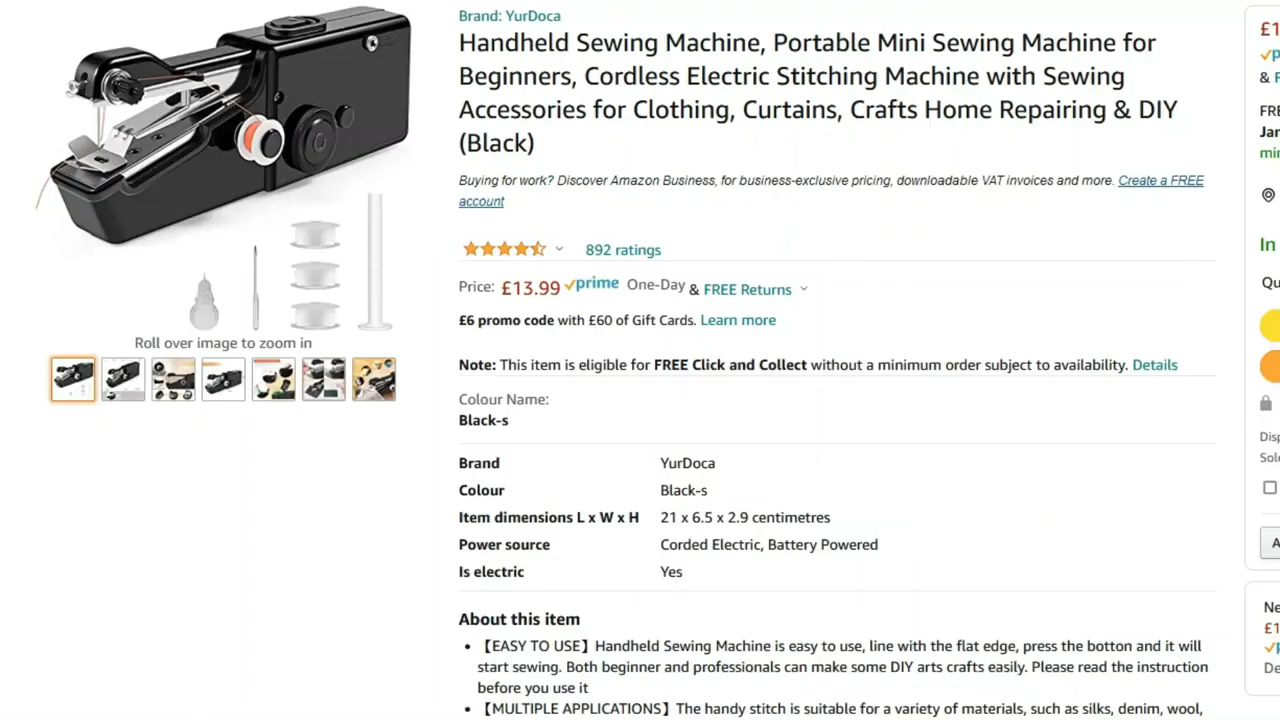 Brand: YurDoca
Handheld Sewing Machine, Portable Mini Sewing Machine for
Beginners, Cordless Electric Stitching Machine with Sewing
Accessories for Clothing, Curtains, Crafts Home Repairing & DIY
(Black)
Buying for work? Discover Amazon Business, for business-exclusive pricing, downloadable VAT invoices and more. Create a FREE
account
892 ratings
Price: £13.99 prime One-Day & FREE Returns
£6 promo code with £60 of Gift Cards. Learn more
Roll over image to zoom in
Note: This item is eligible for FREE Click and Collect without a minimum order subject to availability. Details
Colour Name:
Black-s
Brand YurDoca
Colour Black-s
Item dimensions L x W x H 21 x 6.5 x 2.9 centimetres
Power source Corded Electric, Battery Powered
Is electric Yes
About this item
• 【EASY TO USE】Handheld Sewing Machine is easy to use, line with the flat edge, press the botton and it will
start sewing. Both beginner and professionals can make some DIY arts crafts easily. Please read the instruction
before you use it
• 【MULTIPLE APPLICATIONS】The handy stitch is suitable for a variety of materials, such as silks, denim, wool,
£1
& F
FRE
Jar
mi
In
Qu
Disp
Sol
A
Ne
£1
De